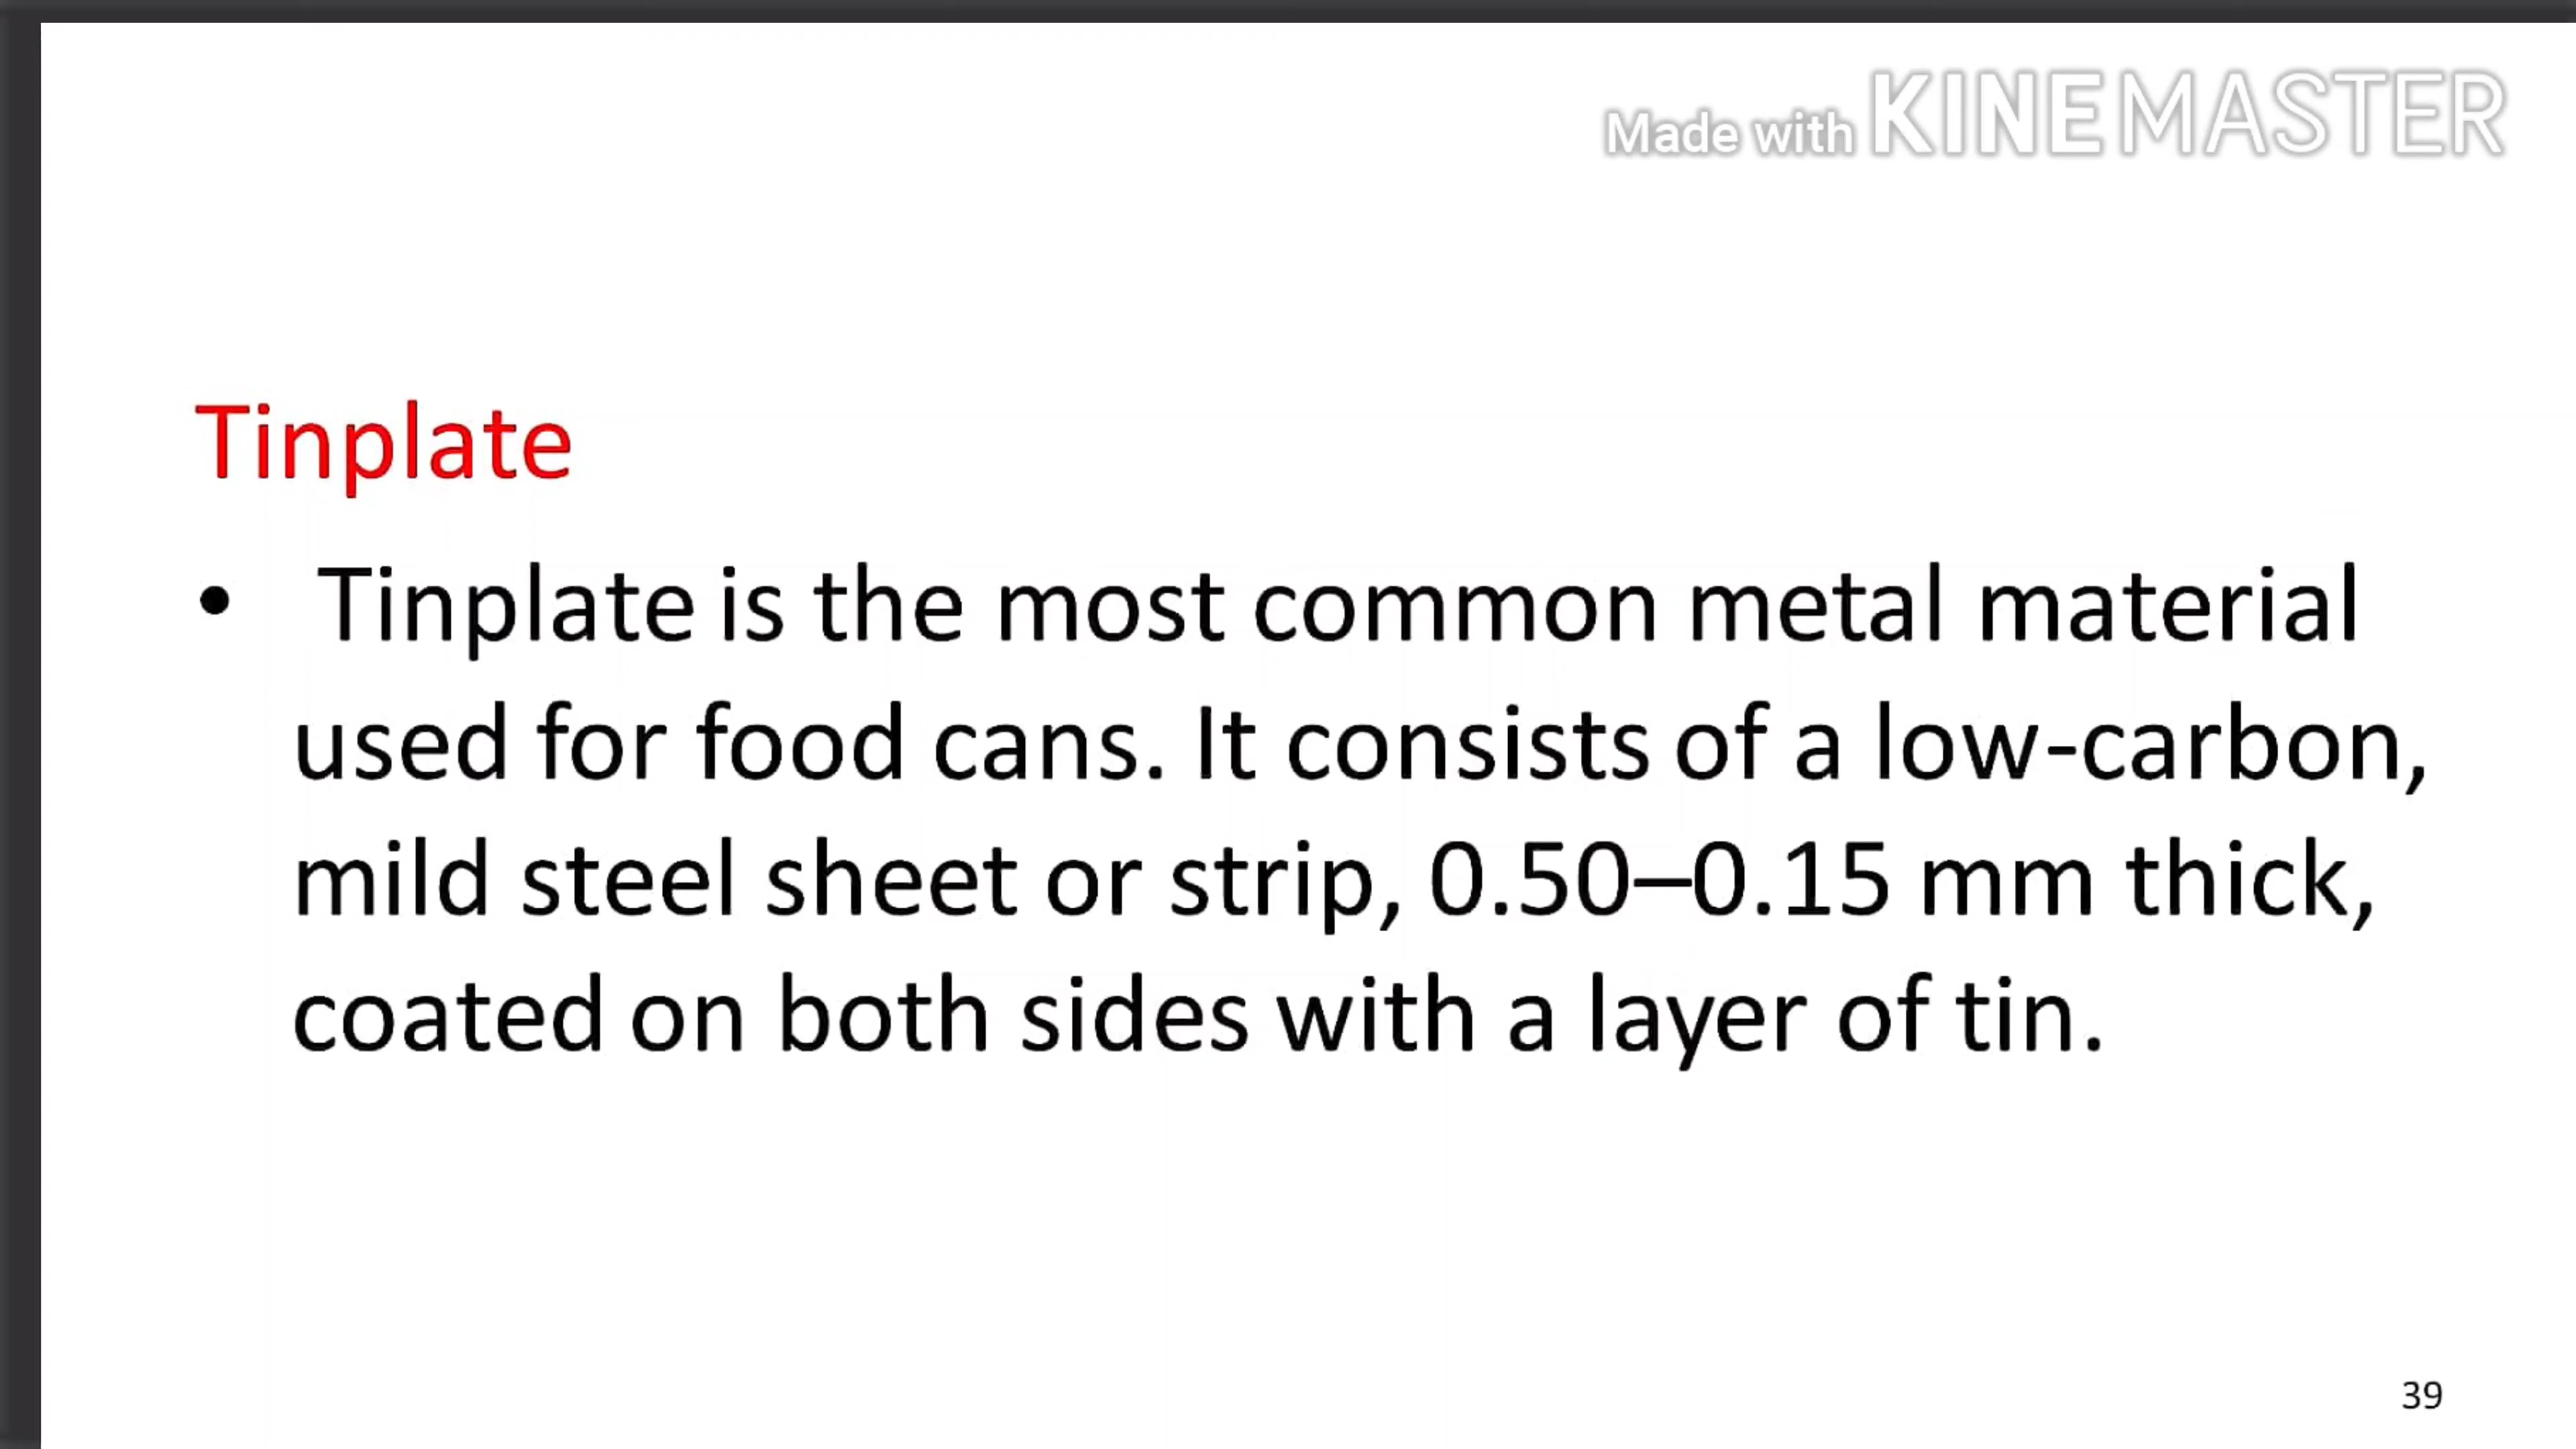 Made with KINEMASTER
Tinplate
• Tinplate is the most common metal material
used for food cans. It consists of a low-carbon,
mild steel sheet or strip, 0.50–0.15 mm thick,
coated on both sides with a layer of tin.
39